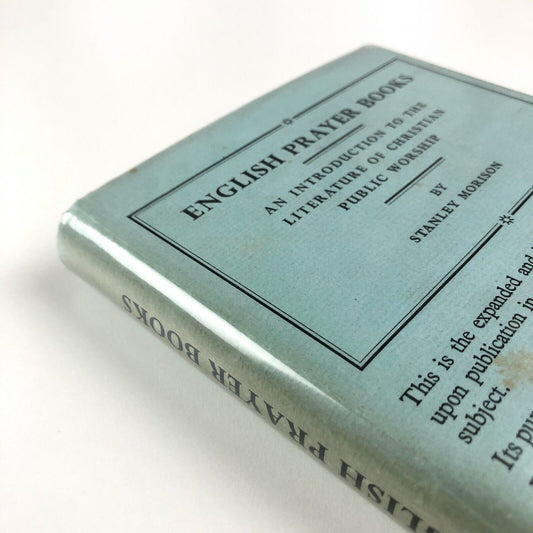 ENGLISH PRAYER BOOKS
AN INTRODUCTION TO THE
LITERATURE OF CHRISTIAN
PUBLIC WORSHIP
BY
STANLEY MORISON
This is the expanded and
upon publication in
subject.
Its
ENGLISH PRAYER BOOKS